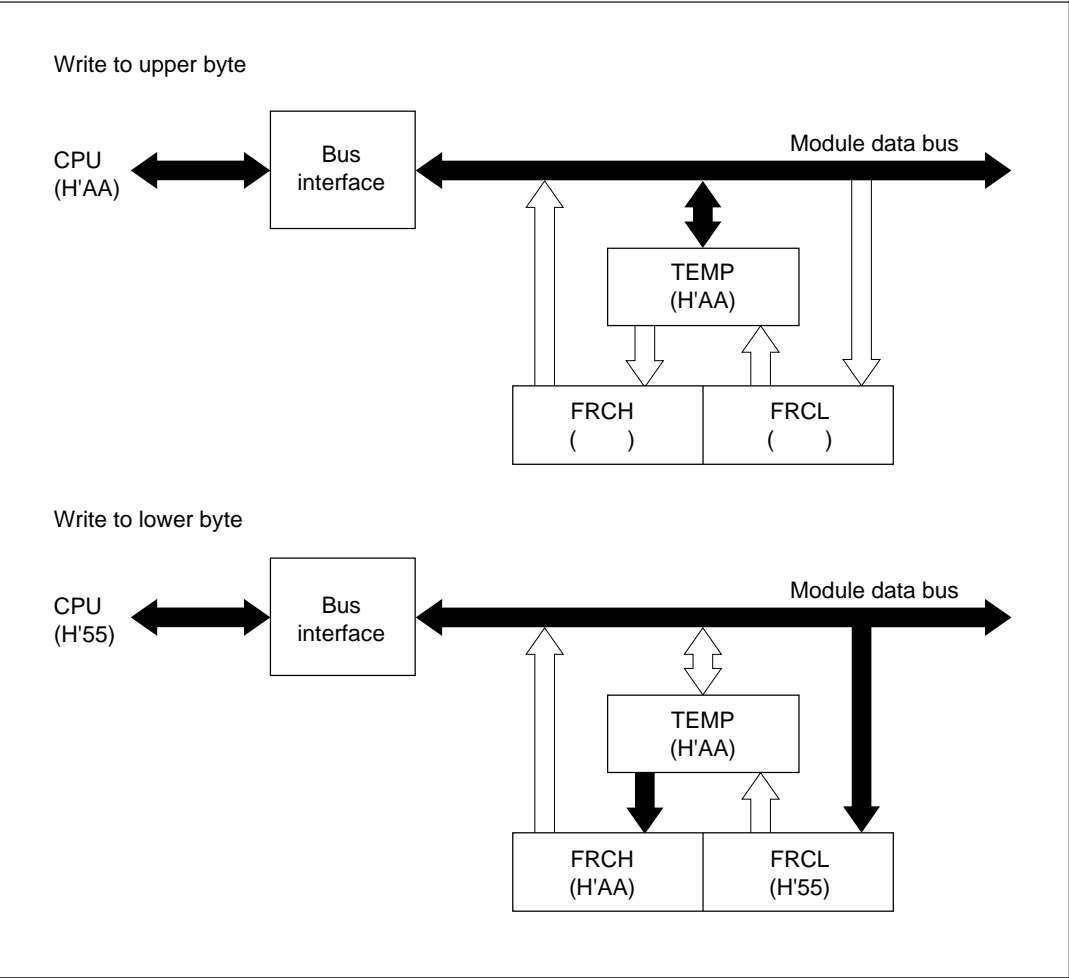 Write to upper byte
CPU
(H'AA)
Bus
interface
Module data bus
TEMP
(H'AA)
FRCH
(      )
FRCL
(      )
Write to lower byte
CPU
(H'55)
Bus
interface
Module data bus
TEMP
(H'AA)
FRCH
(H'AA)
FRCL
(H'55)